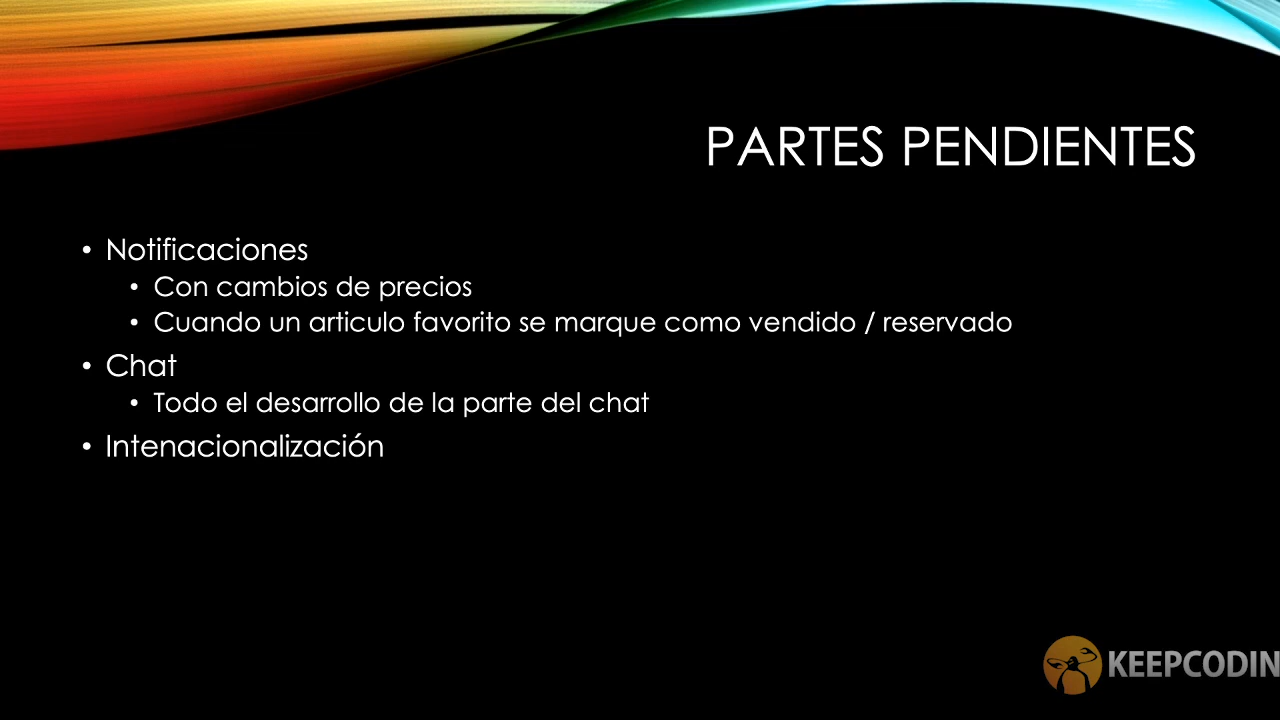 PARTES PENDIENTES
• Notificaciones
• Con cambios de precios
• Cuando un articulo favorito se marque como vendido / reservado
• Chat
• Todo el desarrollo de la parte del chat
• Intenacionalización
KEEPCODIN